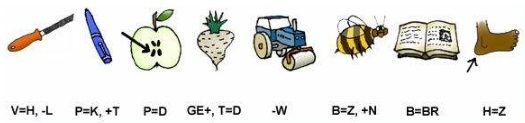 V=H, -L P=K, +T P=D GE+, T=D -W B=Z, +N B=BR H=Z